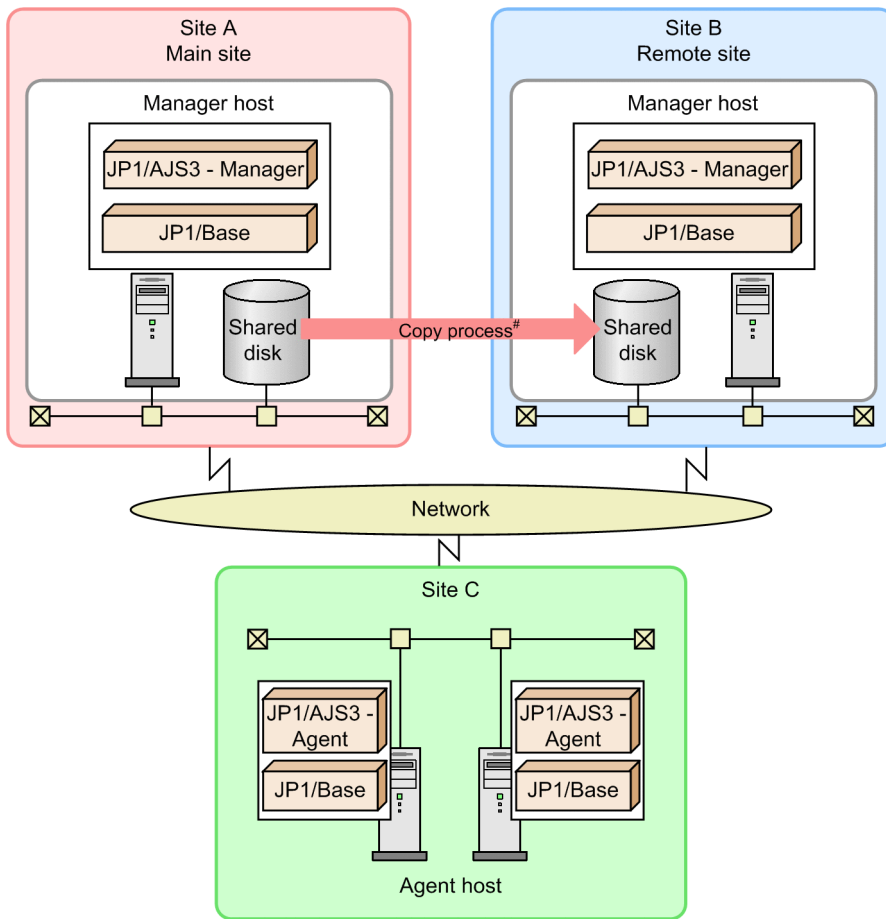 Site A
Main site
Manager host
JP1/AJS3 - Manager
JP1/Base
Shared
disk
Copy process#
Site B
Remote site
Manager host
JP1/AJS3 - Manager
JP1/Base
Shared
disk
Network
Site C
JP1/AJS3 -
Agent
JP1/Base
JP1/AJS3 -
Agent
JP1/Base
Agent host